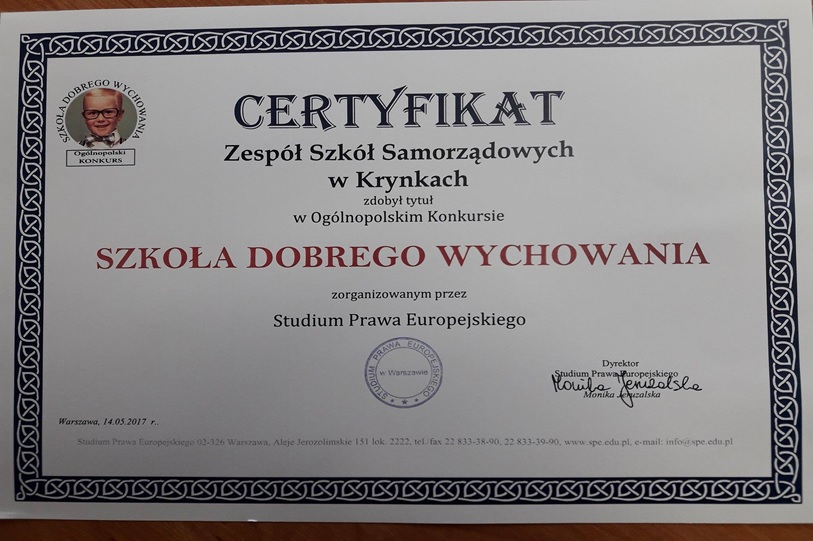 SZKOŁA DOBREGO WYCHOWANIA
Ogólnopolski
KONKURS
CERTYFIKAT
Zespół Szkół Samorządowych
w Krynkach
zdobył tytuł
w Ogólnopolskim Konkursie
SZKOŁA DOBREGO WYCHOWANIA
zorganizowanym przez
Studium Prawa Europejskiego
STUDIUM PRAWA EUROPEJSKIEGO
w Warszawie
Dyrektor
Studium Prawa Europejskiego
Monika Jeruzalska
Monika Jeruzalska
Warszawa, 14.05.2017 r..
Studium Prawa Europejskiego 02-326 Warszawa, Aleje Jerozolimskie 151 lok. 2222, tel./fax 22 833-38-90, 22 833-39-90, www.spe.edu.pl, e-mail: info@spe.edu.pl